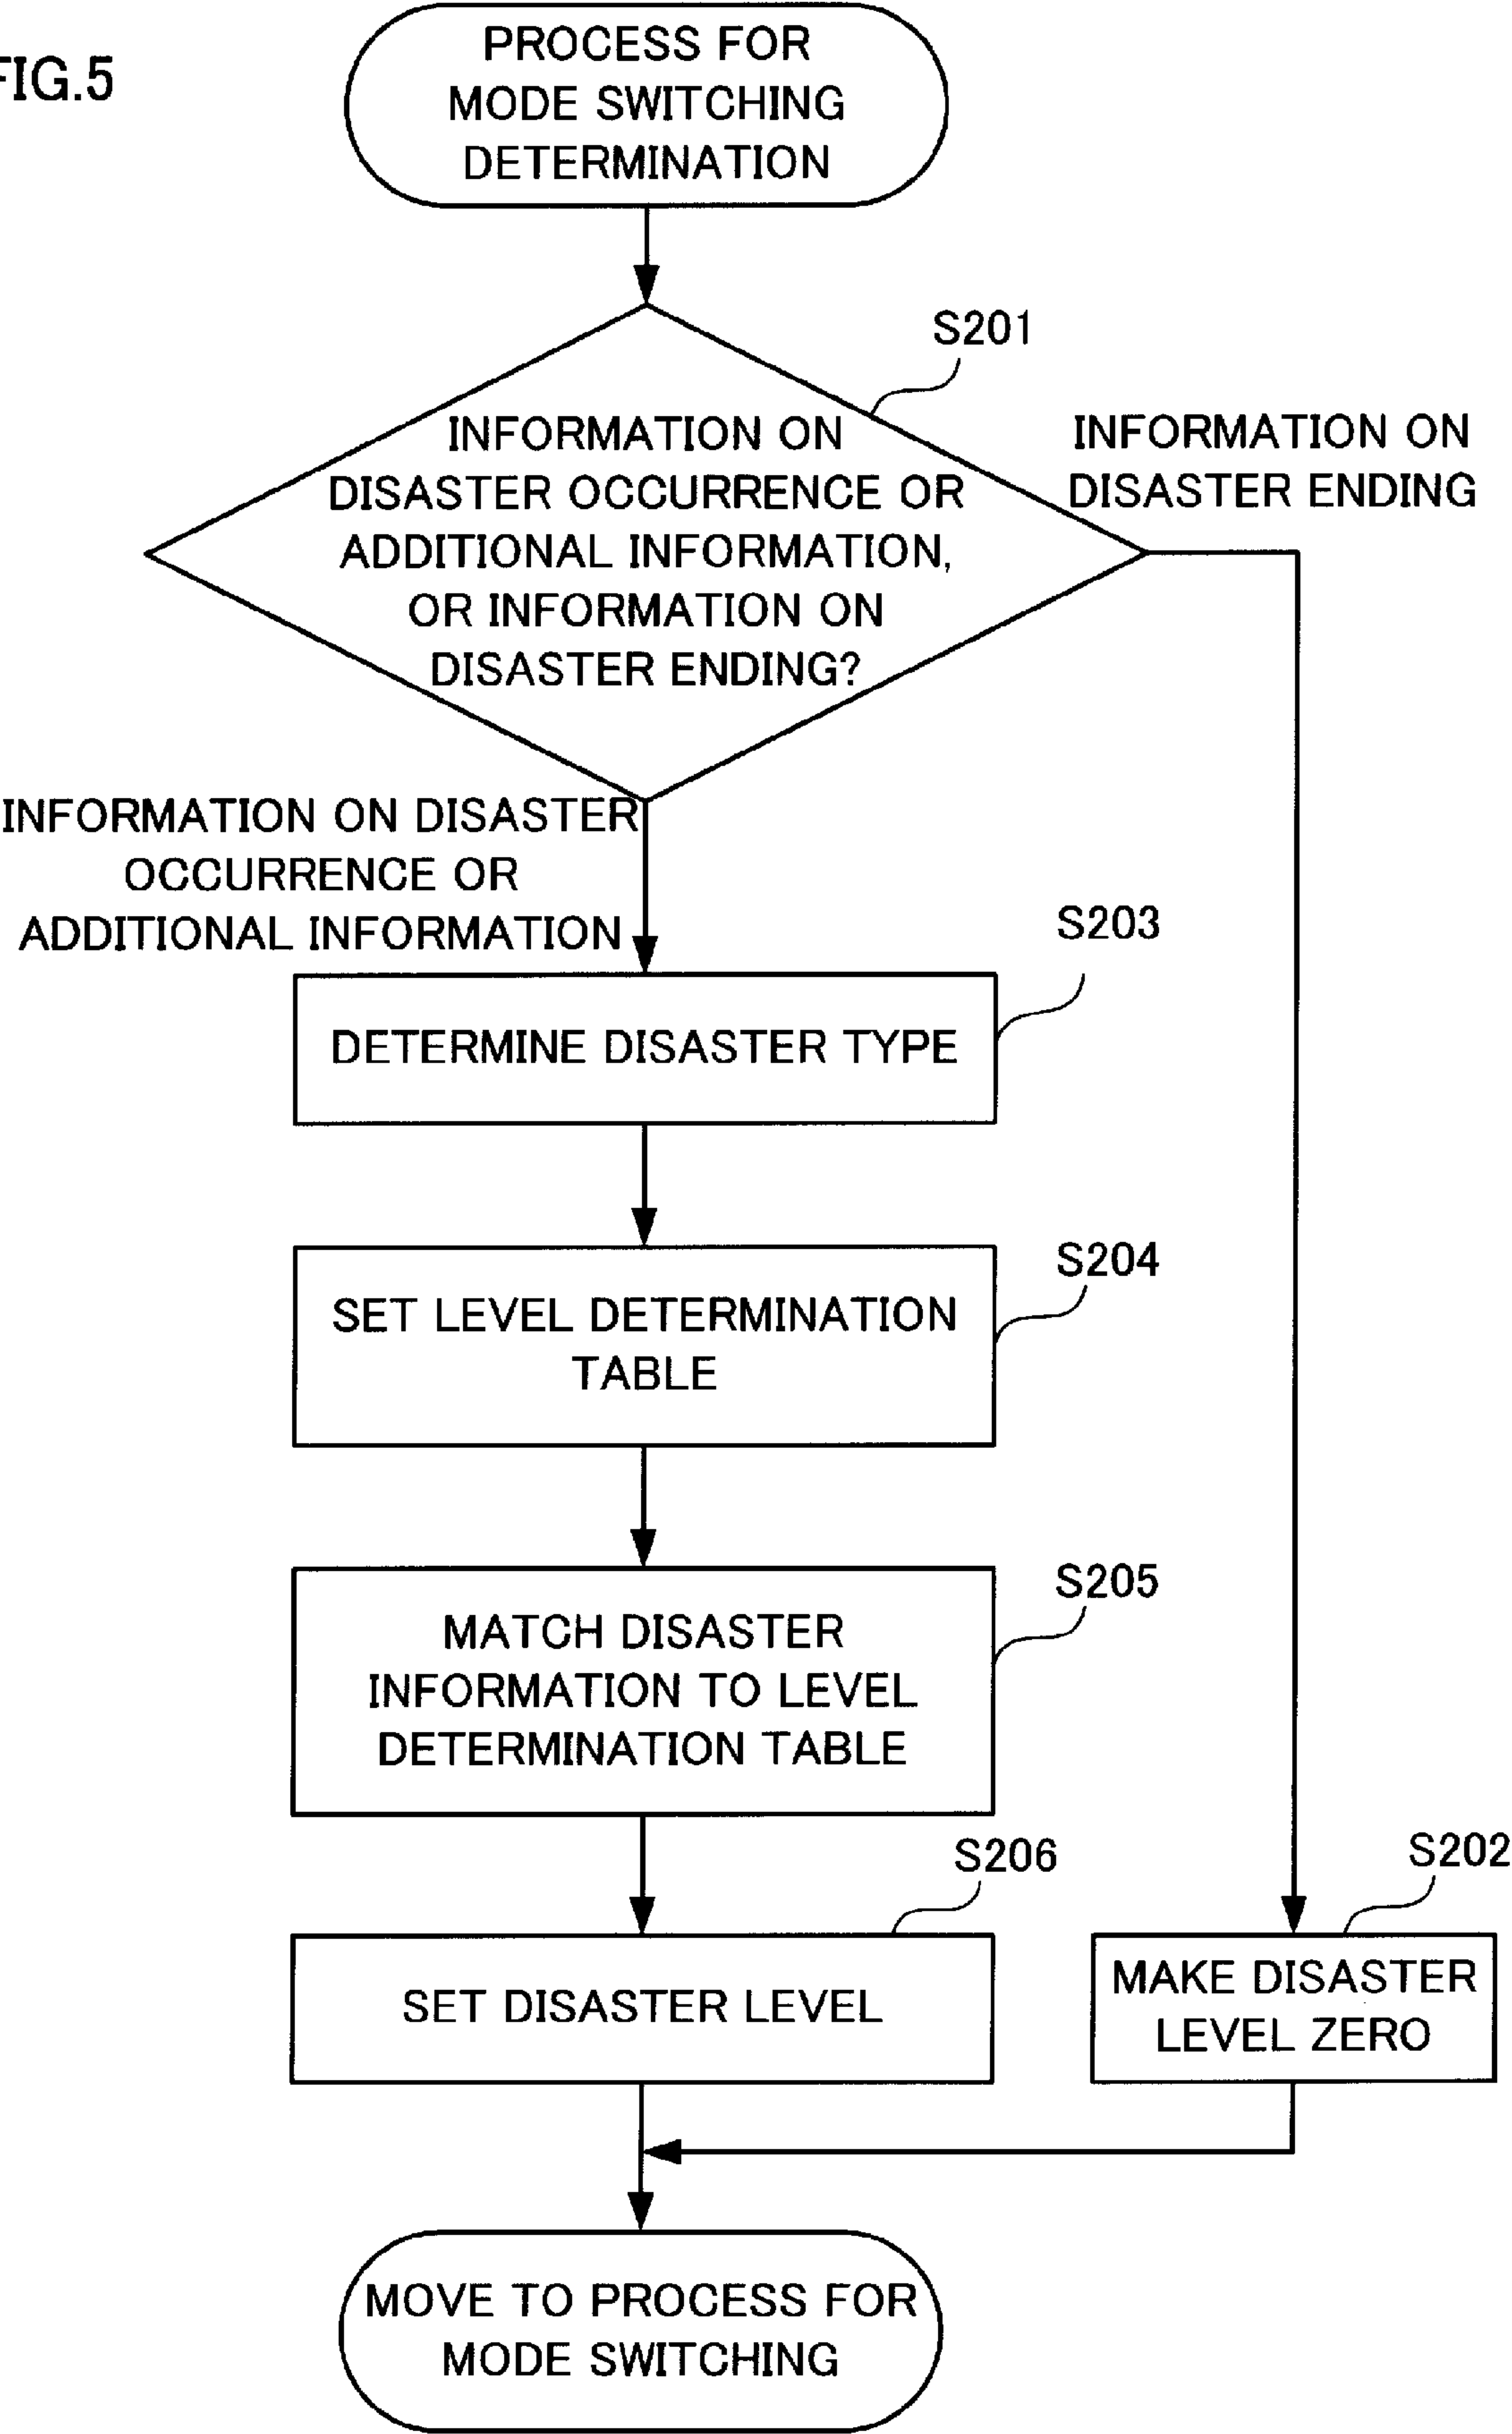 FIG.5
PROCESS FOR
MODE SWITCHING
DETERMINATION
S201
INFORMATION ON
DISASTER OCCURRENCE OR
ADDITIONAL INFORMATION,
OR INFORMATION ON
DISASTER ENDING?
INFORMATION ON
DISASTER ENDING
INFORMATION ON DISASTER
OCCURRENCE OR
ADDITIONAL INFORMATION
S203
DETERMINE DISASTER TYPE
S204
SET LEVEL DETERMINATION
TABLE
S205
MATCH DISASTER
INFORMATION TO LEVEL
DETERMINATION TABLE
S206
SET DISASTER LEVEL
S202
MAKE DISASTER
LEVEL ZERO
MOVE TO PROCESS FOR
MODE SWITCHING